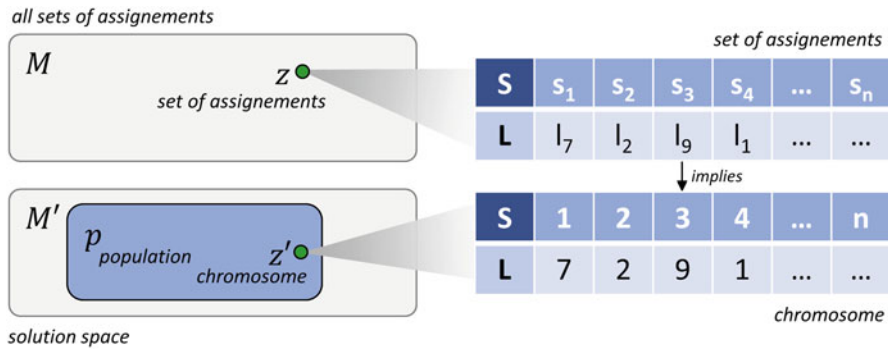 all sets of assignements
M
z
set of assignements
set of assignements
S s₁ s₂ s₃ s₄ ... sₙ
L l₇ l₂ l₉ l₁ ... ...
implies
M′
p
population
z′
chromosome
S 1 2 3 4 ... n
L 7 2 9 1 ... ...
chromosome
solution space